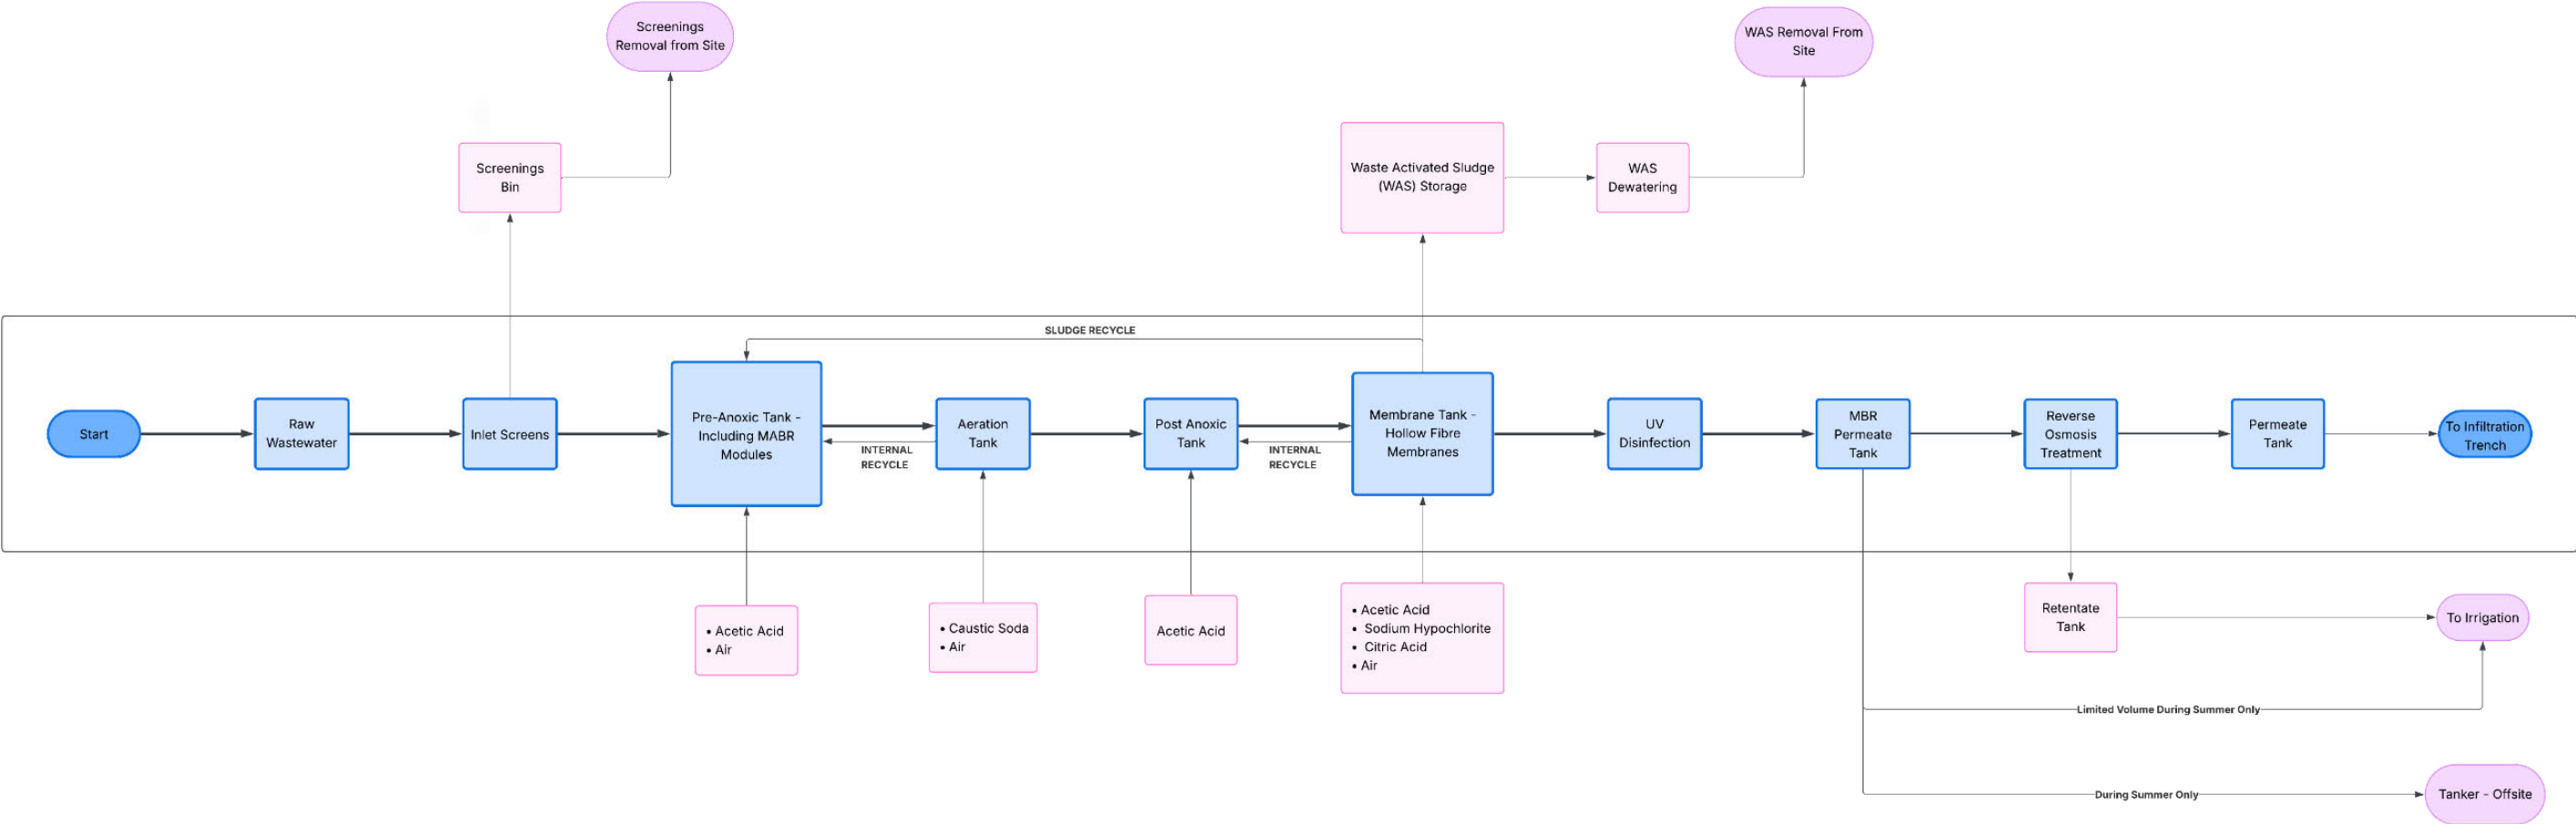 Screenings
Removal from Site
WAS Removal From
Site
Screenings
Bin
Waste Activated Sludge
(WAS) Storage
WAS
Dewatering
SLUDGE RECYCLE
Start
Raw
Wastewater
Inlet Screens
Pre-Anoxic Tank -
Including MABR
Modules
INTERNAL
RECYCLE
Aeration
Tank
Post Anoxic
Tank
INTERNAL
RECYCLE
Membrane Tank -
Hollow Fibre
Membranes
UV
Disinfection
MBR
Permeate
Tank
Reverse
Osmosis
Treatment
Permeate
Tank
To Infiltration
Trench
• Acetic Acid
• Air
• Caustic Soda
• Air
Acetic Acid
• Acetic Acid
• Sodium Hypochlorite
• Citric Acid
• Air
Retentate
Tank
To Irrigation
Limited Volume During Summer Only
During Summer Only
Tanker - Offsite